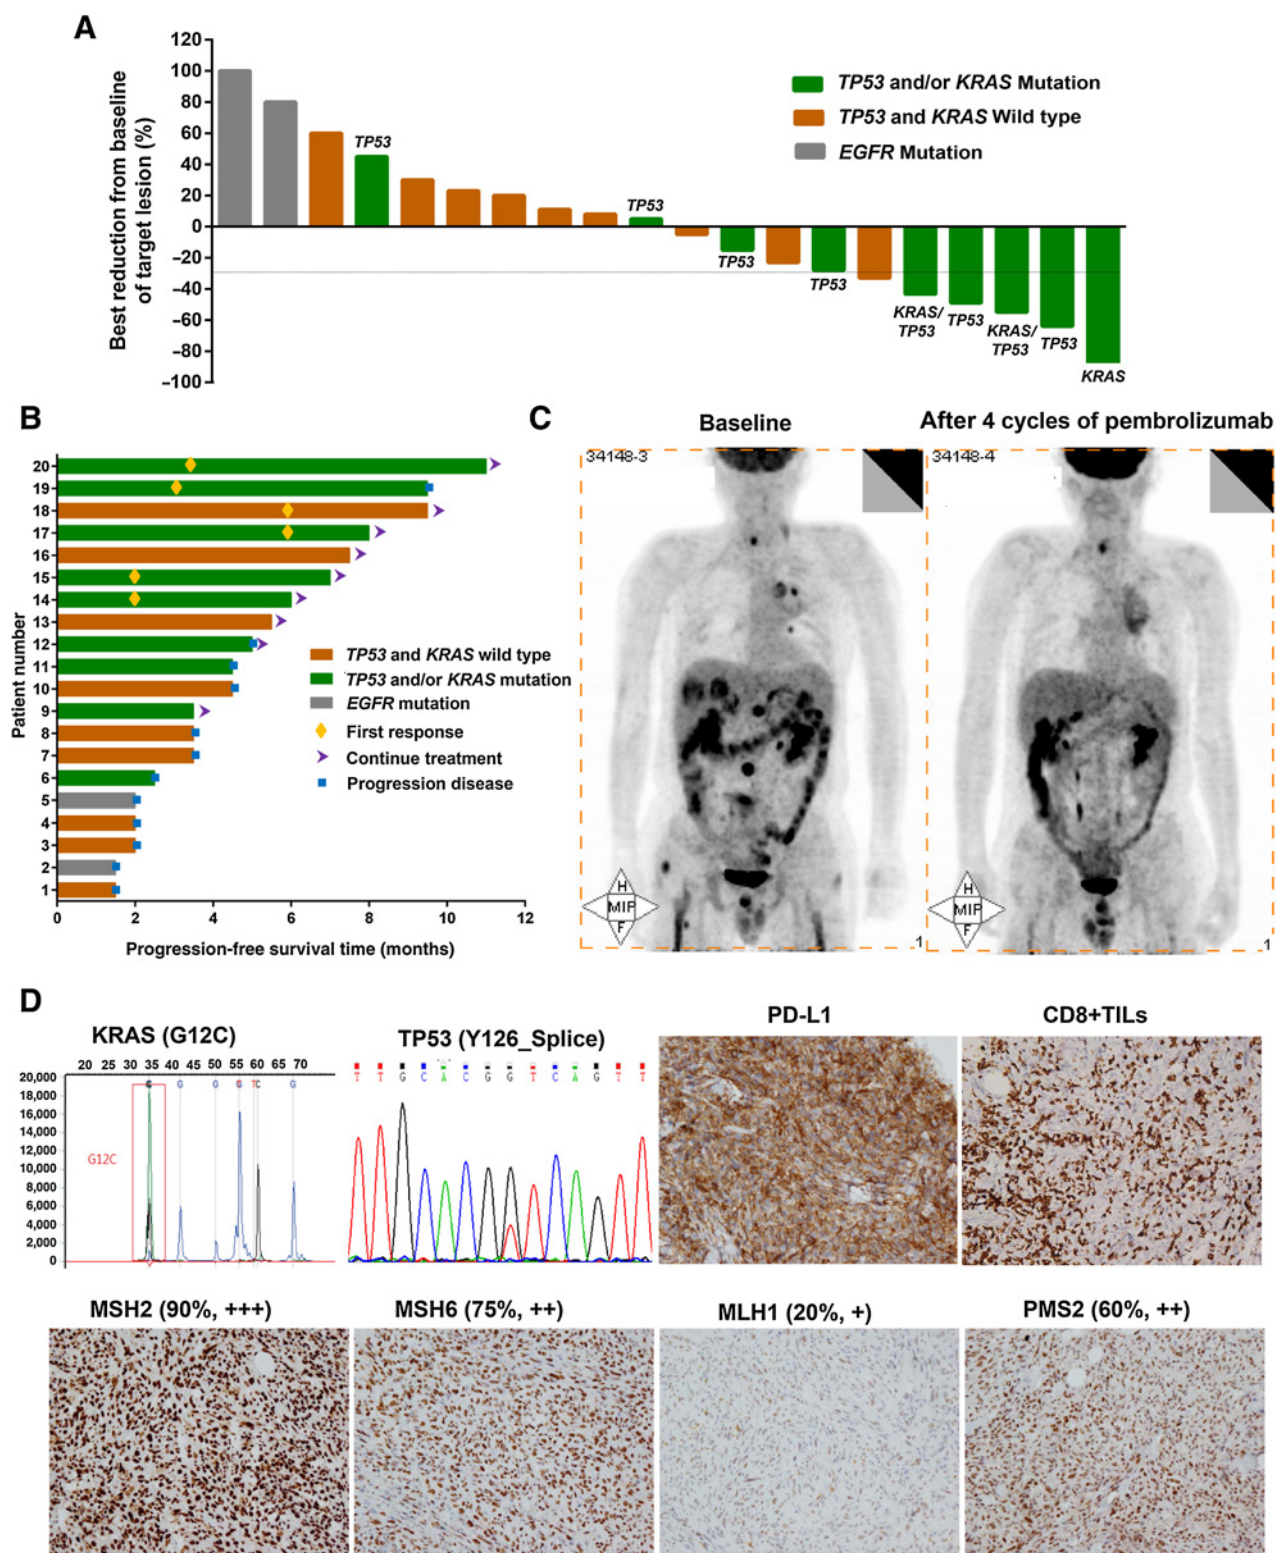 A
Best reduction from baseline
of target lesion (%)
120
100
80
60
40
20
0
−20
−40
−60
−80
−100
TP53
TP53
TP53
TP53
KRAS/
TP53
TP53
KRAS/
TP53
TP53
KRAS
TP53 and/or KRAS Mutation
TP53 and KRAS Wild type
EGFR Mutation
B
Patient number
20
19
18
17
16
15
14
13
12
11
10
9
8
7
6
5
4
3
2
1
0 2 4 6 8 10 12
Progression-free survival time (months)
TP53 and KRAS wild type
TP53 and/or KRAS mutation
EGFR mutation
First response
Continue treatment
Progression disease
C
Baseline
34148-3
H
MIP
F
1
After 4 cycles of pembrolizumab
34148-4
H
MIP
F
1
D
KRAS (G12C)
20 25 30 35 40 45 50 55 60 65 70
20,000
18,000
16,000
14,000
12,000
10,000
8,000
6,000
4,000
2,000
0
G12C
G G G T C G
TP53 (Y126_Splice)
T T G C A C G G T C A G T T
PD-L1
CD8+TILs
MSH2 (90%, +++)
MSH6 (75%, ++)
MLH1 (20%, +)
PMS2 (60%, ++)